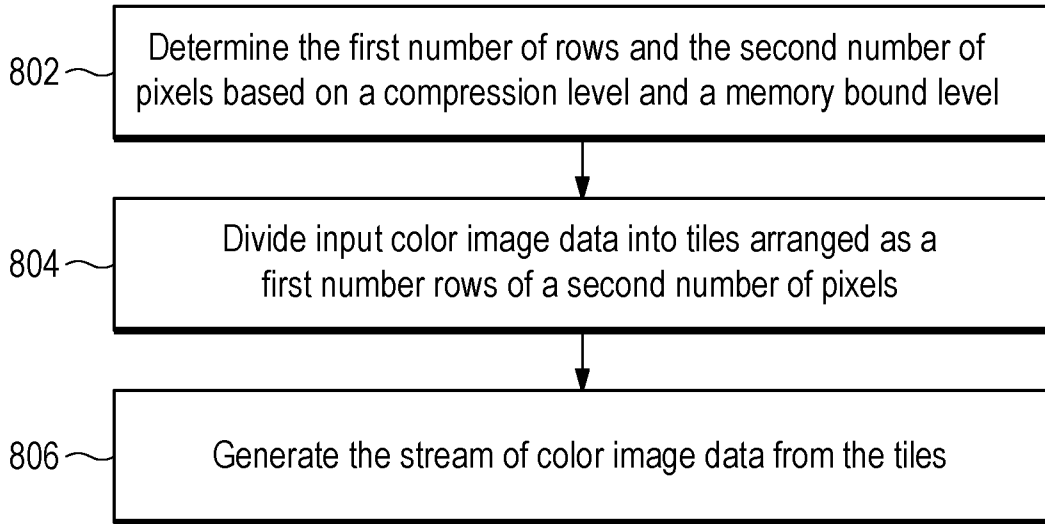 Determine the first number of rows and the second number of
802
pixels based on a compression level and a memory bound level
Divide input color image data into tiles arranged as a
804
first number rows of a second number of pixels
806
Generate the stream of color image data from the tiles